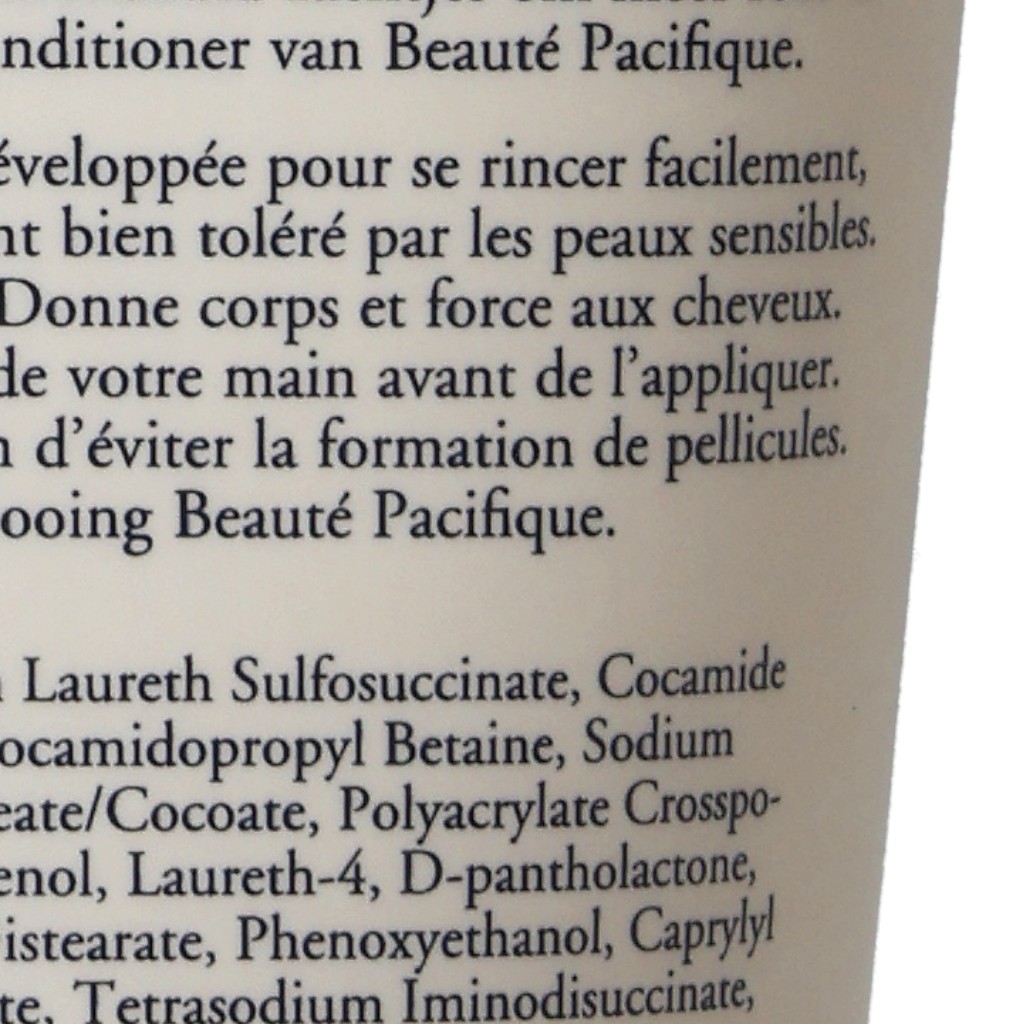 nditioner van Beauté Pacifique.
éveloppée pour se rincer facilement,
nt bien toléré par les peaux sensibles.
Donne corps et force aux cheveux.
de votre main avant de l’appliquer.
n d’éviter la formation de pellicules.
ooing Beauté Pacifique.
Laureth Sulfosuccinate, Cocamide
ocamidopropyl Betaine, Sodium
eate/Cocoate, Polyacrylate Crosspo-
enol, Laureth-4, D-pantholactone,
istearate, Phenoxyethanol, Caprylyl
te, Tetrasodium Iminodisuccinate,